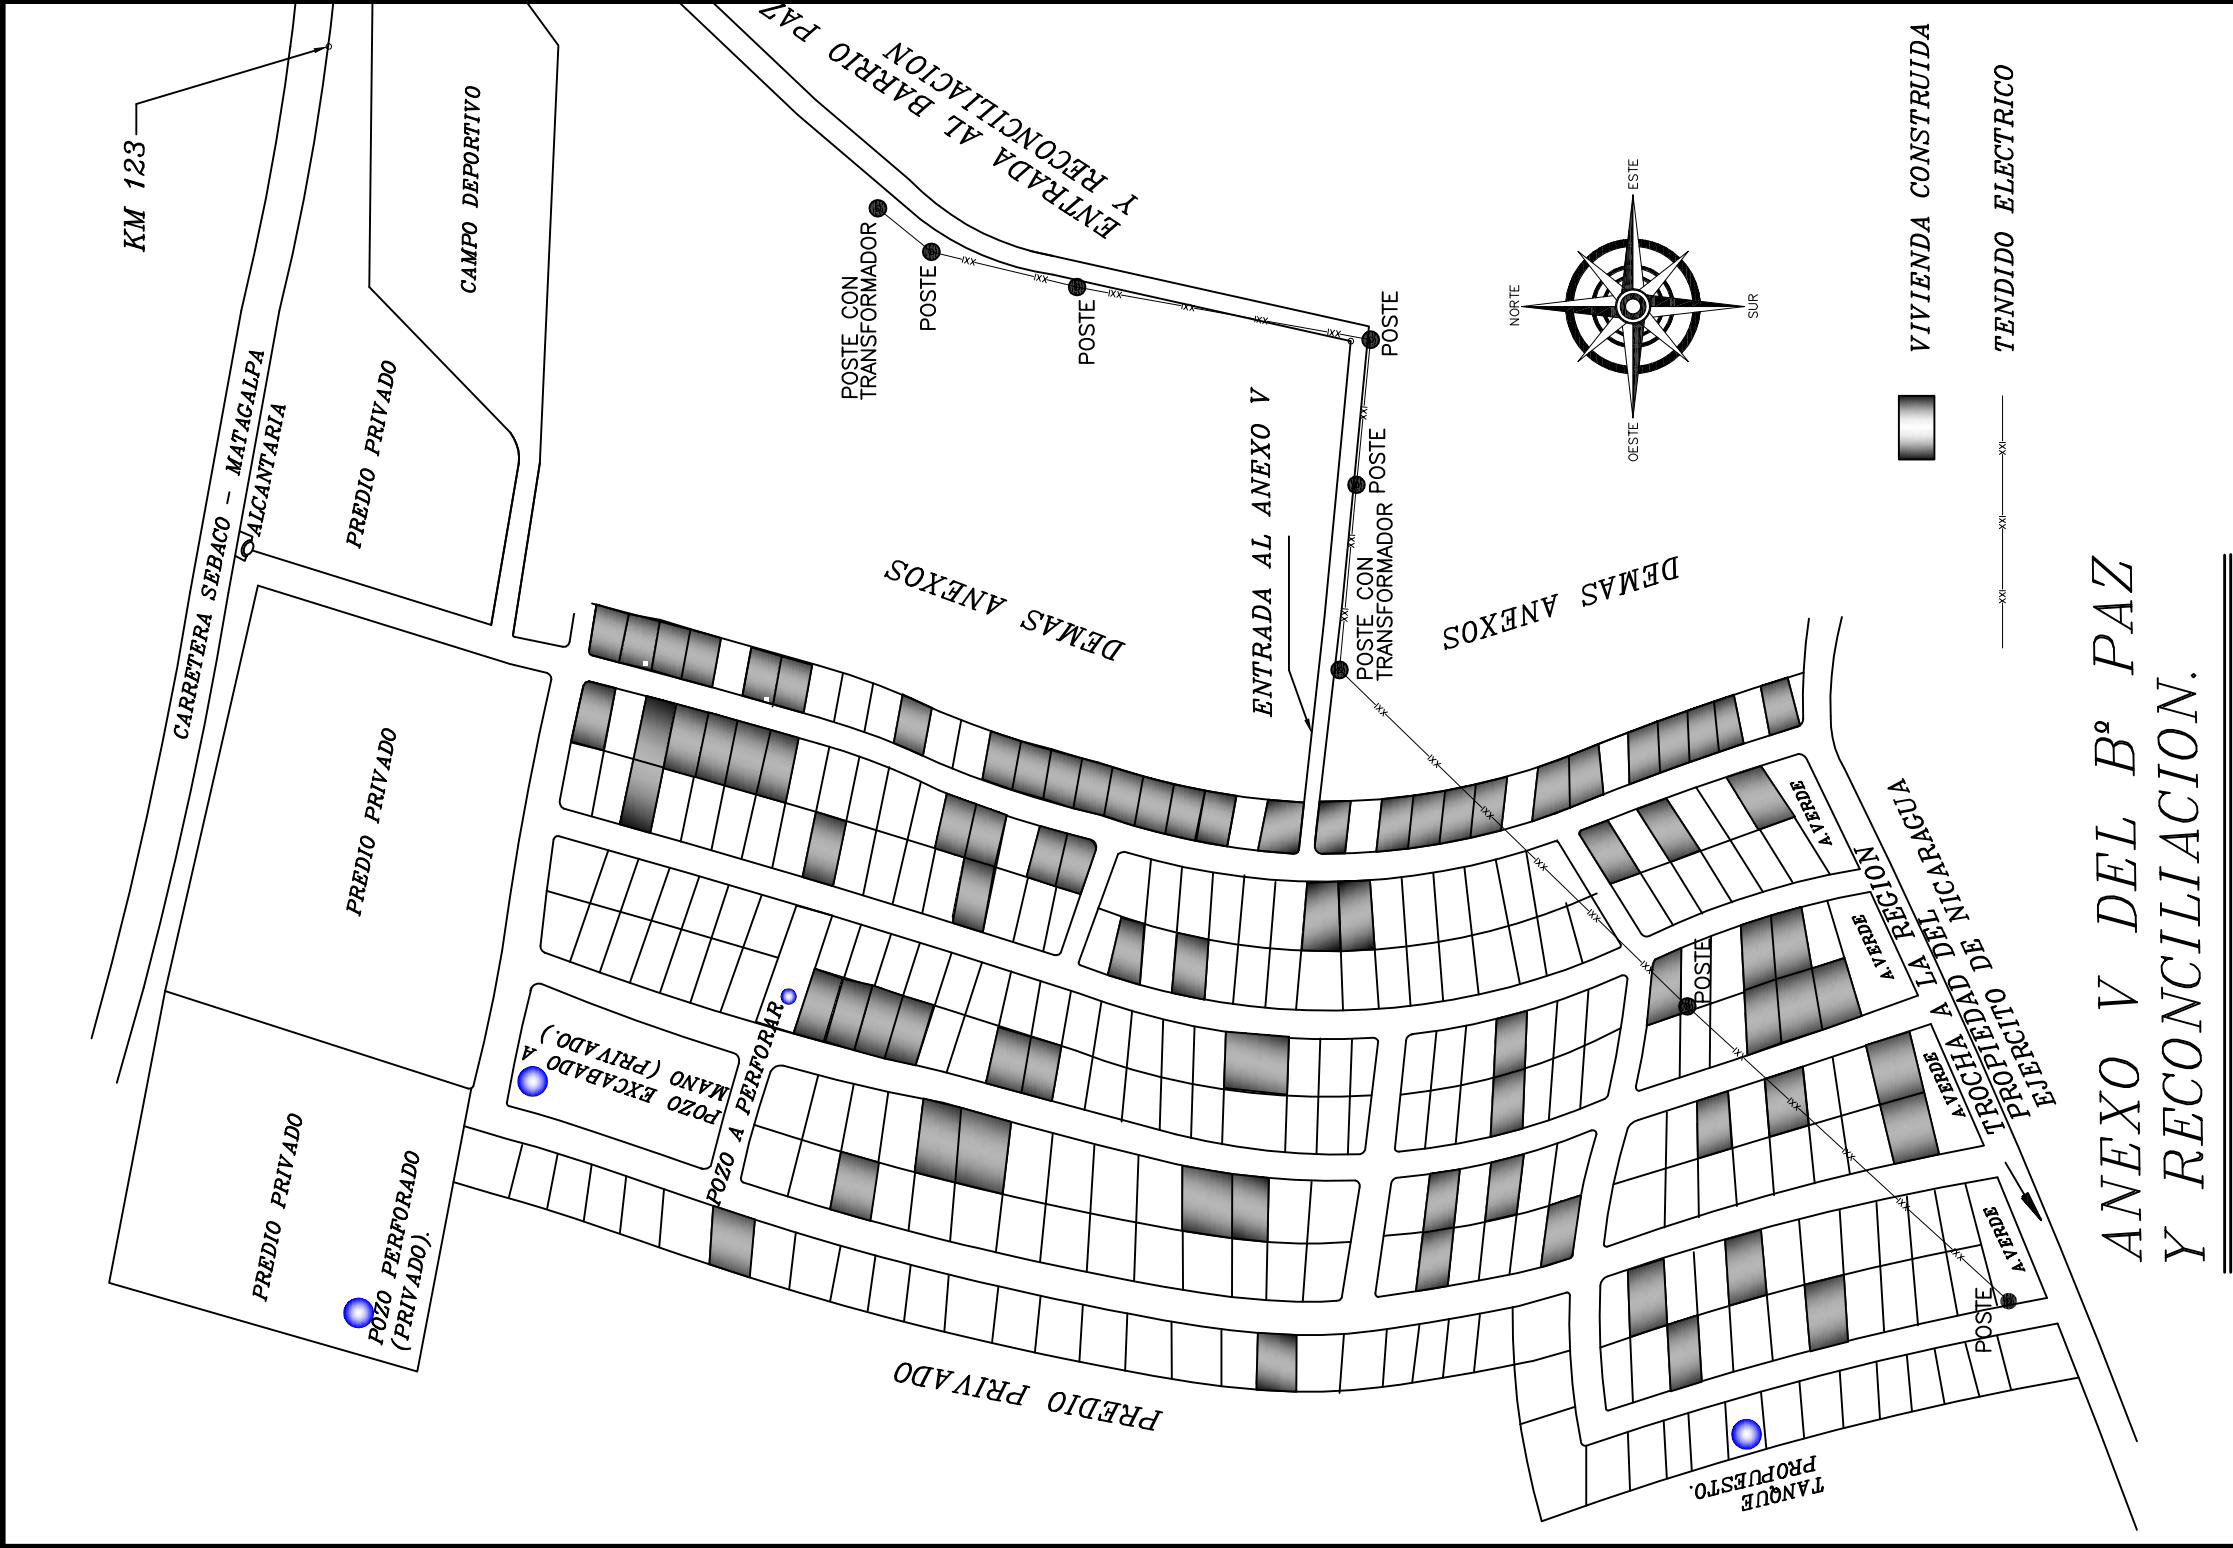 KM 123
CAMPO DEPORTIVO
CARRETERA SEBACO - MATAGALPA
ALCANTARIA
PREDIO PRIVADO
PREDIO PRIVADO
PREDIO PRIVADO
POZO PERFORADO
(PRIVADO).
POZO EXCABADO A
MANO (PRIVADO.)
POZO A PERFORAR
ENTRADA AL BARRIO PAZ
Y RECONCILIACION
POSTE CON
TRANSFORMADOR
POSTE
POSTE
POSTE
POSTE
POSTE CON
TRANSFORMADOR
ENTRADA AL ANEXO V
DEMAS ANEXOS
DEMAS ANEXOS
NORTE
ESTE
SUR
OESTE
VIVIENDA CONSTRUIDA
TENDIDO ELECTRICO
XXI
XXI
XXI
A.VERDE
A.VERDE
A.VERDE
A.VERDE
POSTE
POSTE
TROCHA A LA REGION
PROPIEDAD DEL
EJERCITO DE NICARAGUA
PREDIO PRIVADO
TANQUE
PROPUESTO.
ANEXO V DEL Bº PAZ
Y RECONCILIACION.